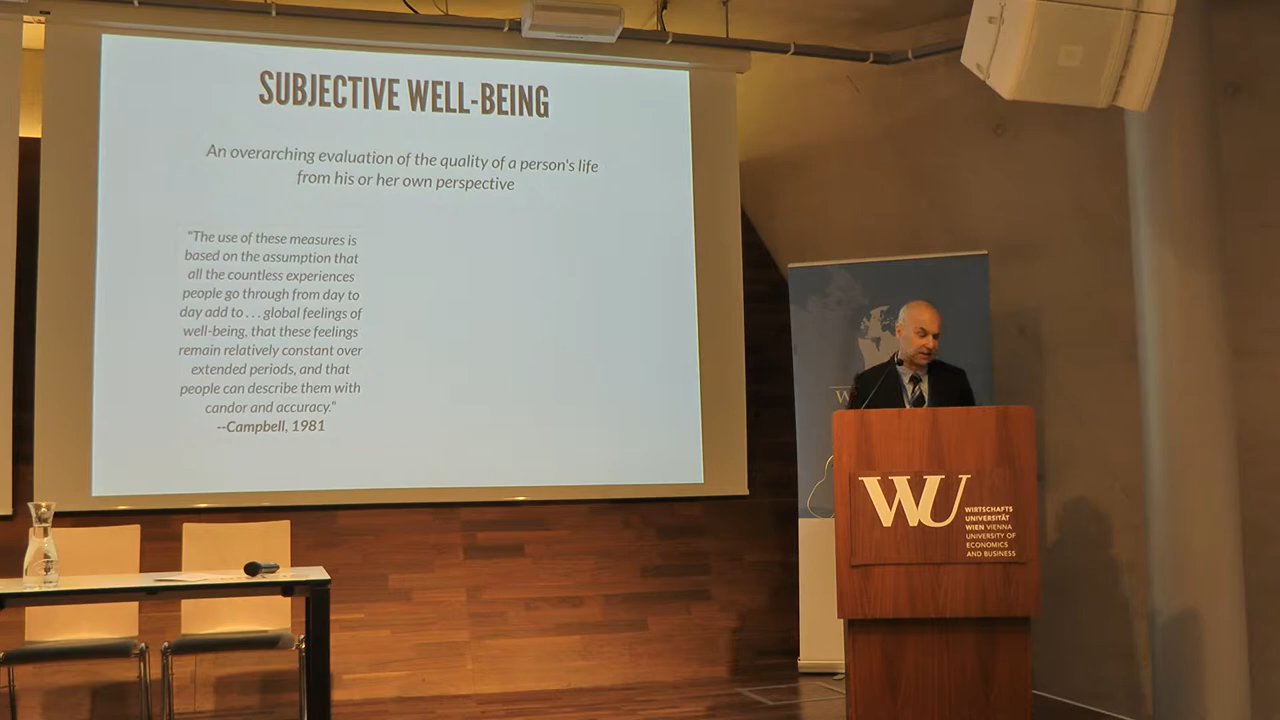 SUBJECTIVE WELL-BEING
An overarching evaluation of the quality of a person's life
from his or her own perspective
"The use of these measures is
based on the assumption that
all the countless experiences
people go through from day to
day add to . . . global feelings of
well-being, that these feelings
remain relatively constant over
extended periods, and that
people can describe them with
candor and accuracy."
--Campbell, 1981
W
WU
WIRTSCHAFTS
UNIVERSITÄT
WIEN VIENNA
UNIVERSITY OF
ECONOMICS
AND BUSINESS